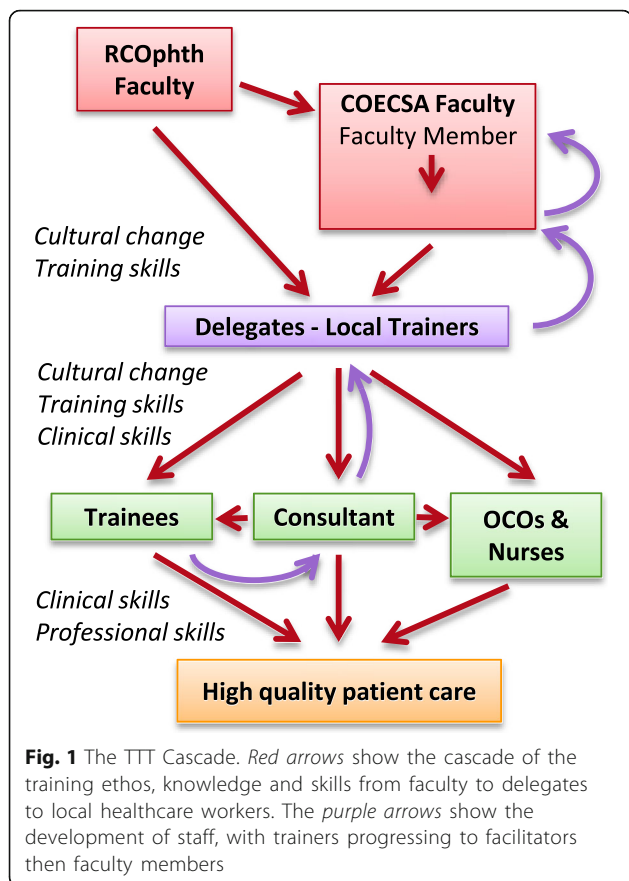 RCOphth
Faculty
COECSA Faculty
Faculty Member
Cultural change
Training skills
Delegates - Local Trainers
Cultural change
Training skills
Clinical skills
Trainees
Consultant
OCOs &
Nurses
Clinical skills
Professional skills
High quality patient care
Fig. 1 The TTT Cascade. Red arrows show the cascade of the
training ethos, knowledge and skills from faculty to delegates
to local healthcare workers. The purple arrows show the
development of staff, with trainers progressing to facilitators
then faculty members